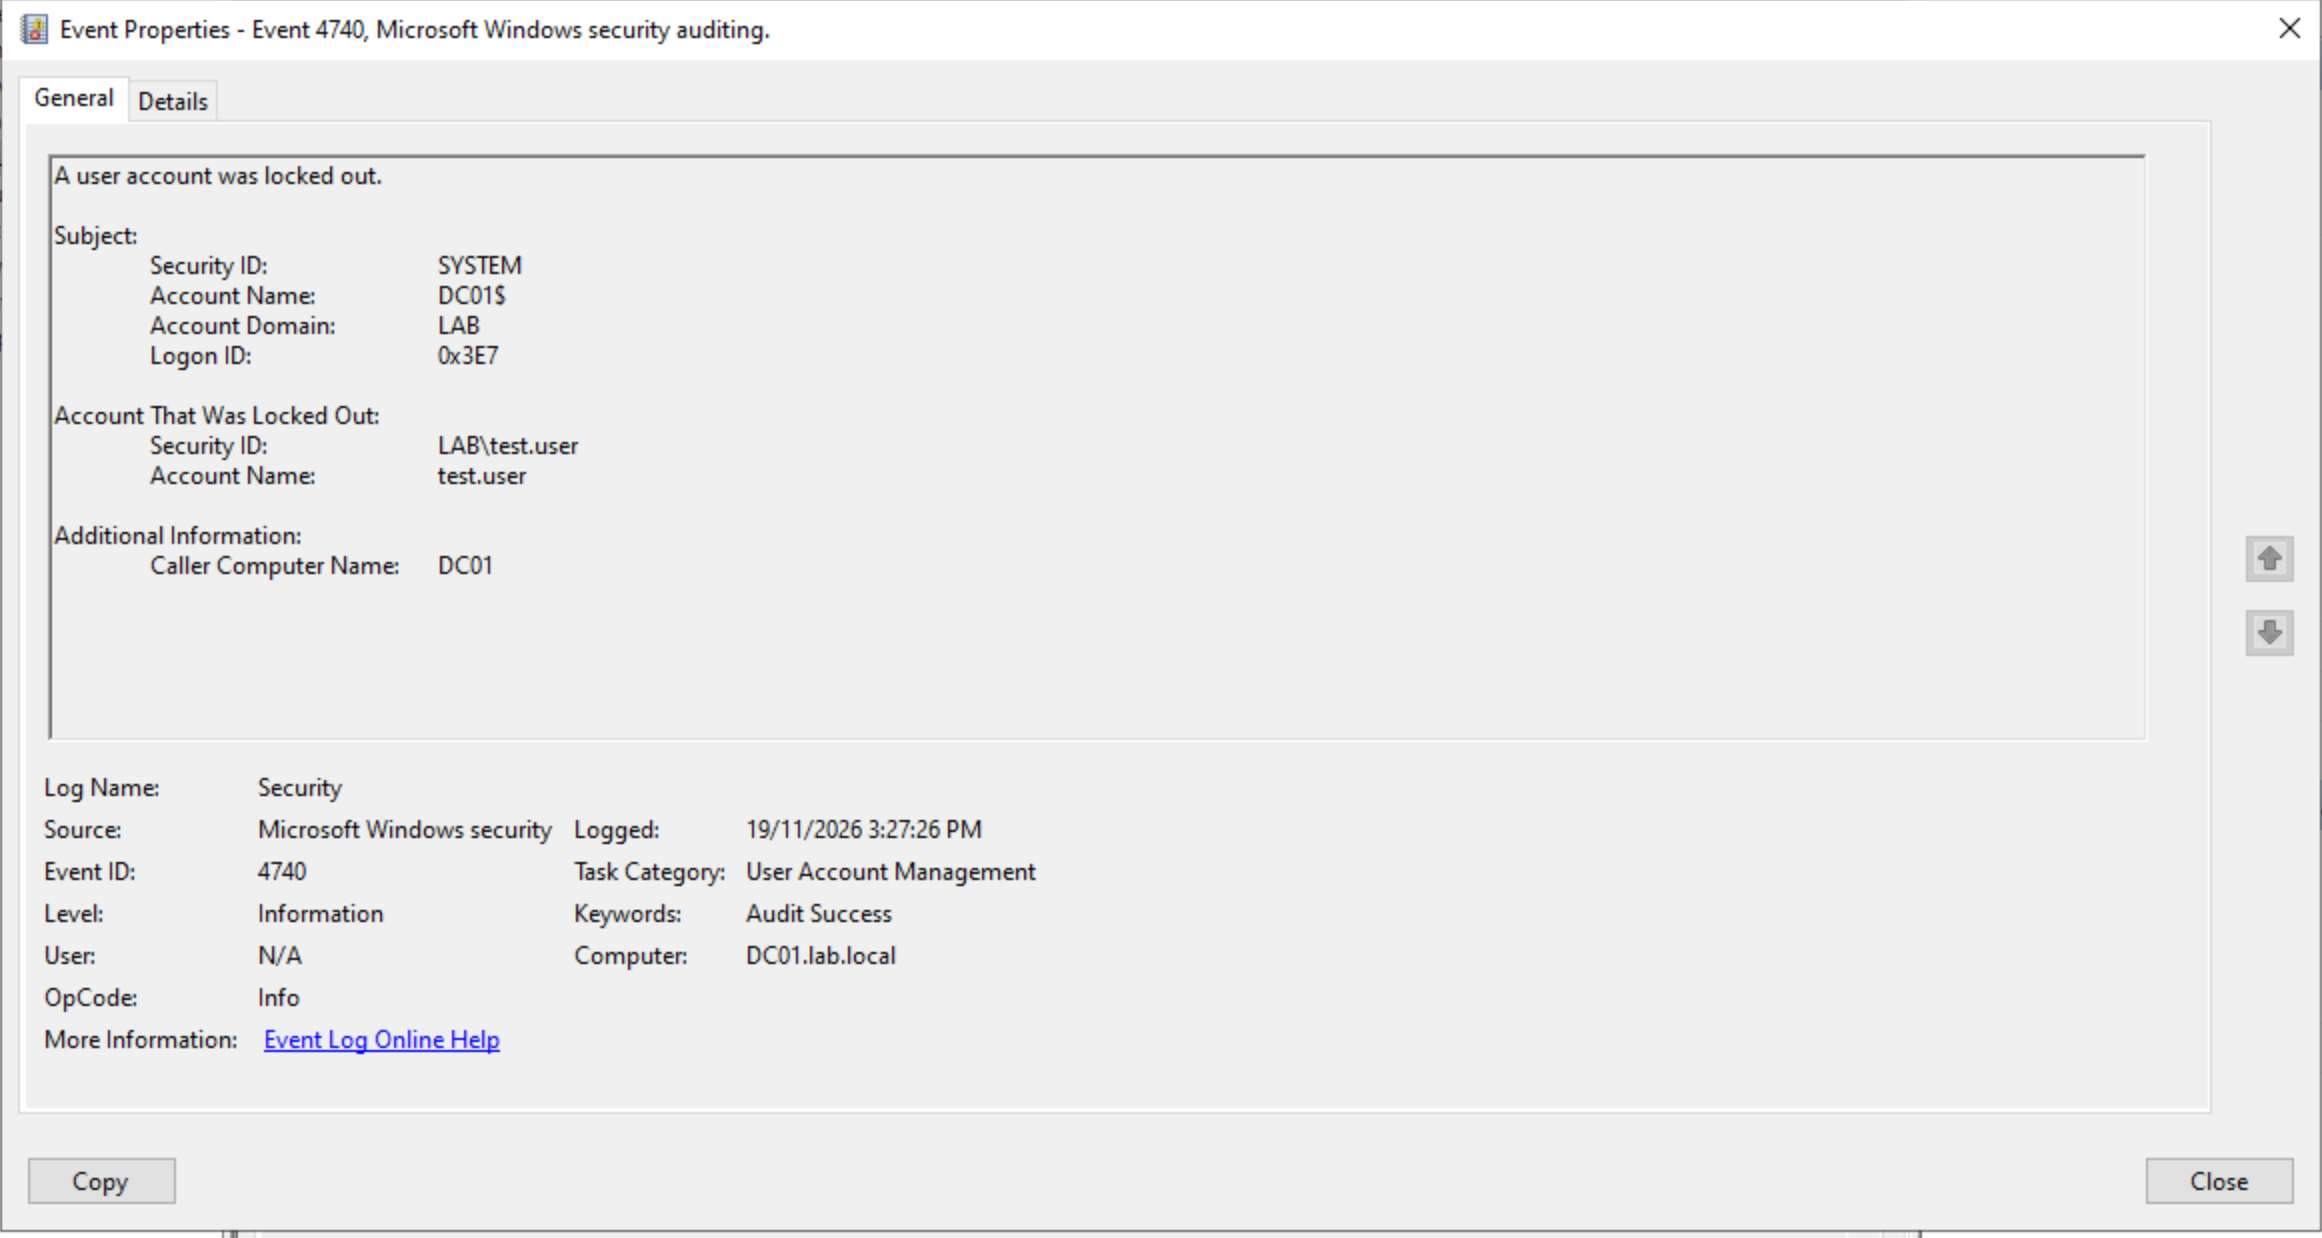 Event Properties - Event 4740, Microsoft Windows security auditing.
General Details
A user account was locked out.
Subject:
Security ID: SYSTEM
Account Name: DC01$
Account Domain: LAB
Logon ID: 0x3E7
Account That Was Locked Out:
Security ID: LAB\test.user
Account Name: test.user
Additional Information:
Caller Computer Name: DC01
Log Name: Security
Source: Microsoft Windows security Logged: 19/11/2026 3:27:26 PM
Event ID: 4740 Task Category: User Account Management
Level: Information Keywords: Audit Success
User: N/A Computer: DC01.lab.local
OpCode: Info
More Information: Event Log Online Help
Copy Close